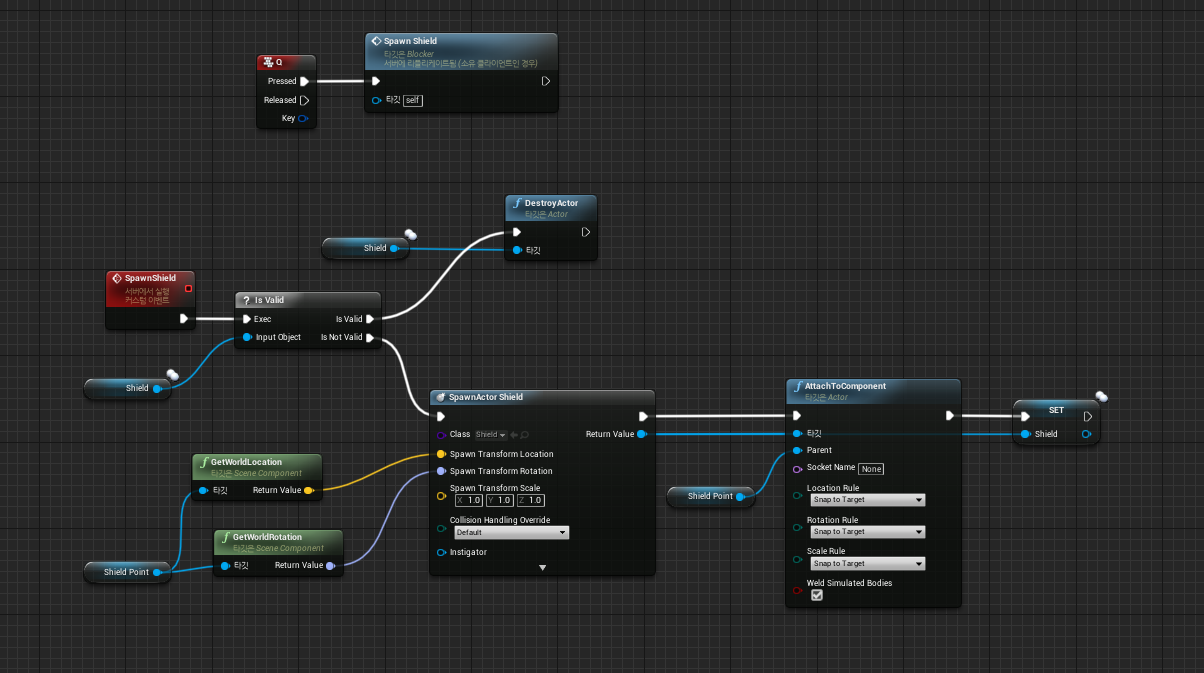 Q
Pressed
Released
Key
Spawn Shield
타깃은 Blocker
서버에 리플리케이트됨 (소유 클라이언트인 경우)
타깃 self
DestroyActor
타깃은 Actor
타깃
Shield
SpawnShield
서버에서 실행
커스텀 이벤트
Is Valid
Exec
Is Valid
Input Object
Is Not Valid
Shield
SpawnActor Shield
Class Shield
Return Value
Spawn Transform Location
Spawn Transform Rotation
Spawn Transform Scale
X 1.0 Y 1.0 Z 1.0
Collision Handling Override
Default
Instigator
GetWorldLocation
타깃은 Scene Component
타깃
Return Value
GetWorldRotation
타깃은 Scene Component
타깃
Return Value
Shield Point
Shield Point
AttachToComponent
타깃은 Actor
타깃
Parent
Socket Name None
Location Rule
Snap to Target
Rotation Rule
Snap to Target
Scale Rule
Snap to Target
Weld Simulated Bodies
SET
Shield